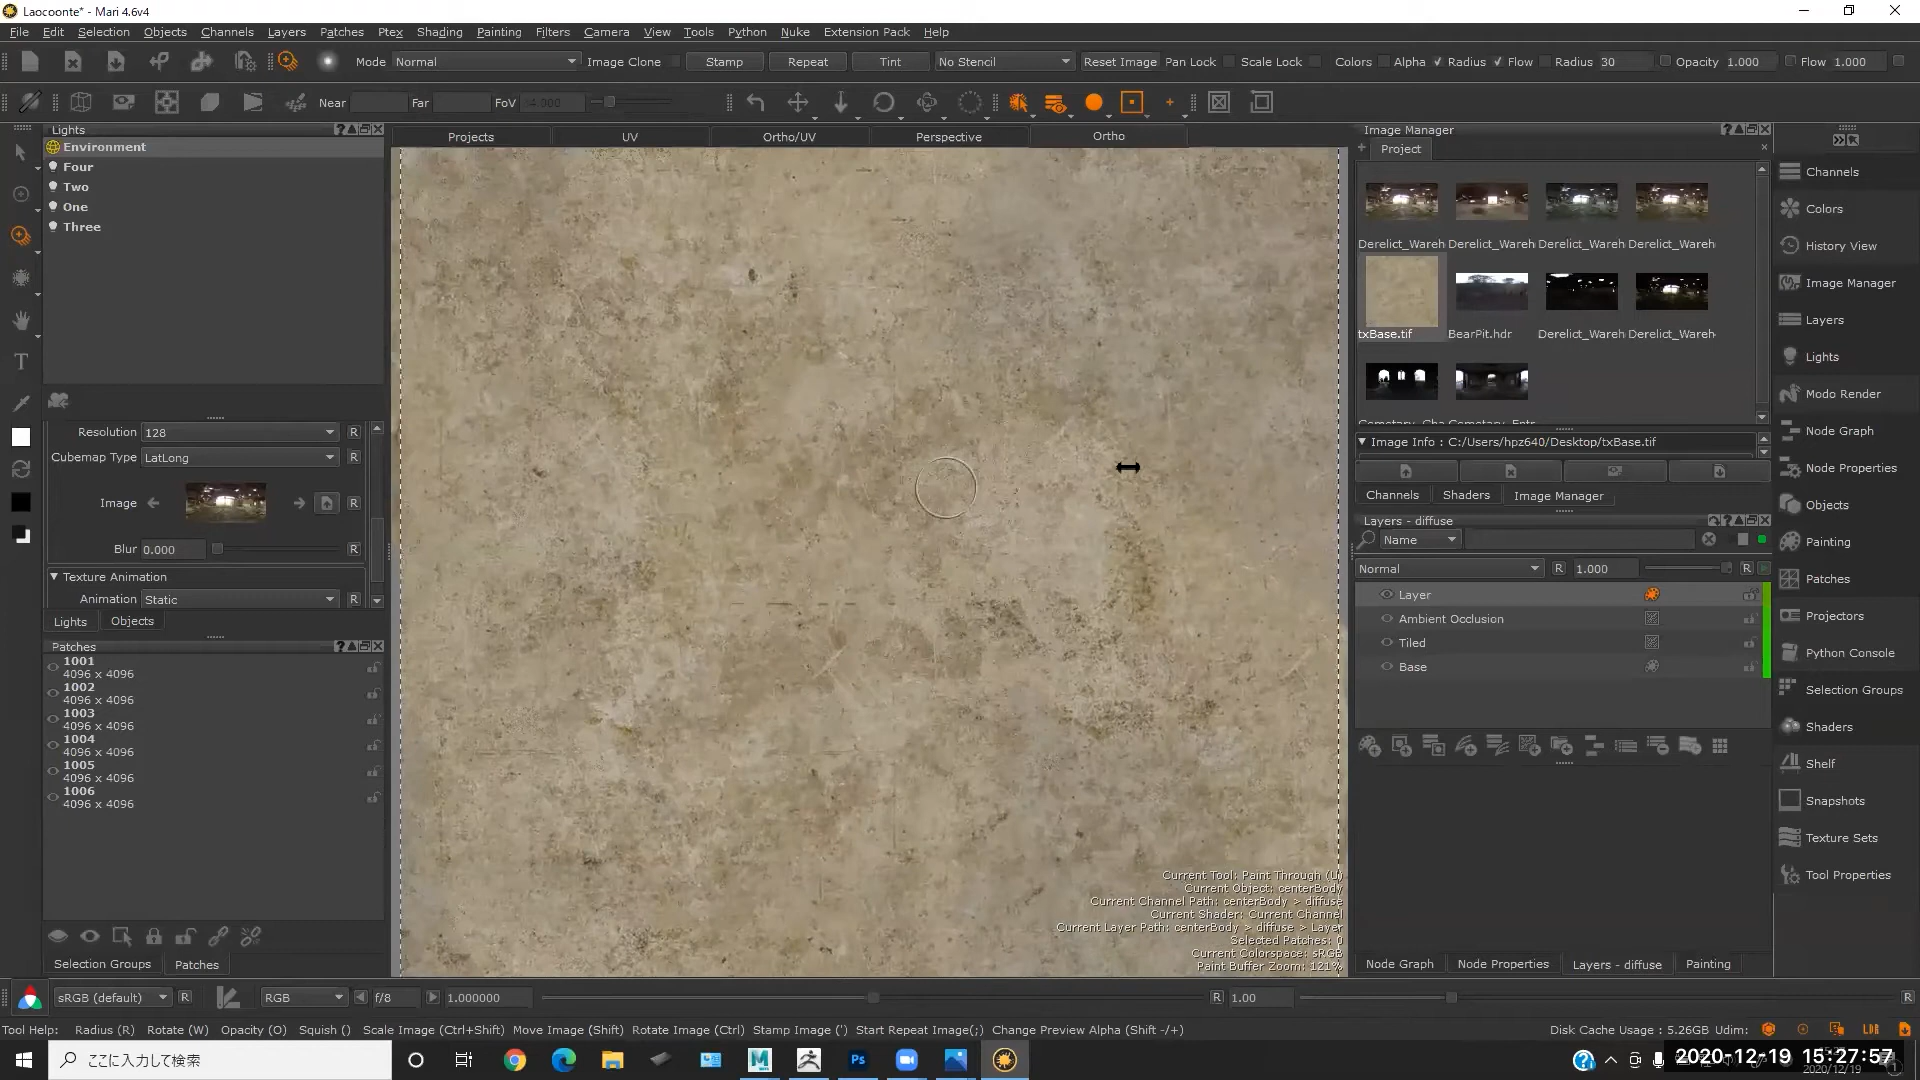 Laocoonte* - Mari 4.6v4
File Edit Selection Objects Channels Layers Patches Ptex Shading Painting Filters Camera View Tools Python Nuke Extension Pack Help
Mode Normal Image Clone Stamp Repeat Tint No Stencil Reset Image Pan Lock Scale Lock Colors Alpha Radius Flow Radius 30 Opacity 1.000 Flow 1.000
Near Far FoV
Lights
Environment
Four
Two
One
Three
Resolution 128 R
Cubemap Type LatLong R
Image R
Blur 0.000 R
Texture Animation
Animation Static R
Lights Objects
Patches
1001
4096 x 4096
1002
4096 x 4096
1003
4096 x 4096
1004
4096 x 4096
1005
4096 x 4096
1006
4096 x 4096
Selection Groups Patches
Projects UV Ortho/UV Perspective Ortho
Current Tool: Paint Through (U)
Current Object: centerBody
Current Channel Path: centerBody > diffuse
Current Shader: Current Channel
Current Layer Path: centerBody > diffuse > Layer
Selected Patches: 0
Current Colorspace: sRGB
Paint Buffer Zoom: 121%
Image Manager
Project
Derelict_Wareh Derelict_Wareh Derelict_Wareh Derelict_Wareh
txBase.tif BearPit.hdr Derelict_Wareh Derelict_Wareh
Image Info : C:/Users/hpz640/Desktop/txBase.tif
Channels Shaders Image Manager
Layers - diffuse
Name
Normal R 1.000 R
Layer
Ambient Occlusion
Tiled
Base
Node Graph Node Properties Layers - diffuse Painting
Channels
Colors
History View
Image Manager
Layers
Lights
Modo Render
Node Graph
Node Properties
Objects
Painting
Patches
Projectors
Python Console
Selection Groups
Shaders
Shelf
Snapshots
Texture Sets
Tool Properties
sRGB (default) R RGB f/8 1.000000 R 1.00 R
Tool Help: Radius (R) Rotate (W) Opacity (O) Squish () Scale Image (Ctrl+Shift) Move Image (Shift) Rotate Image (Ctrl) Stamp Image (') Start Repeat Image(;) Change Preview Alpha (Shift -/+) Disk Cache Usage : 5.26GB Udim: LDR
ここに入力して検索
2020-12-19 15:27:57
2020/12/19